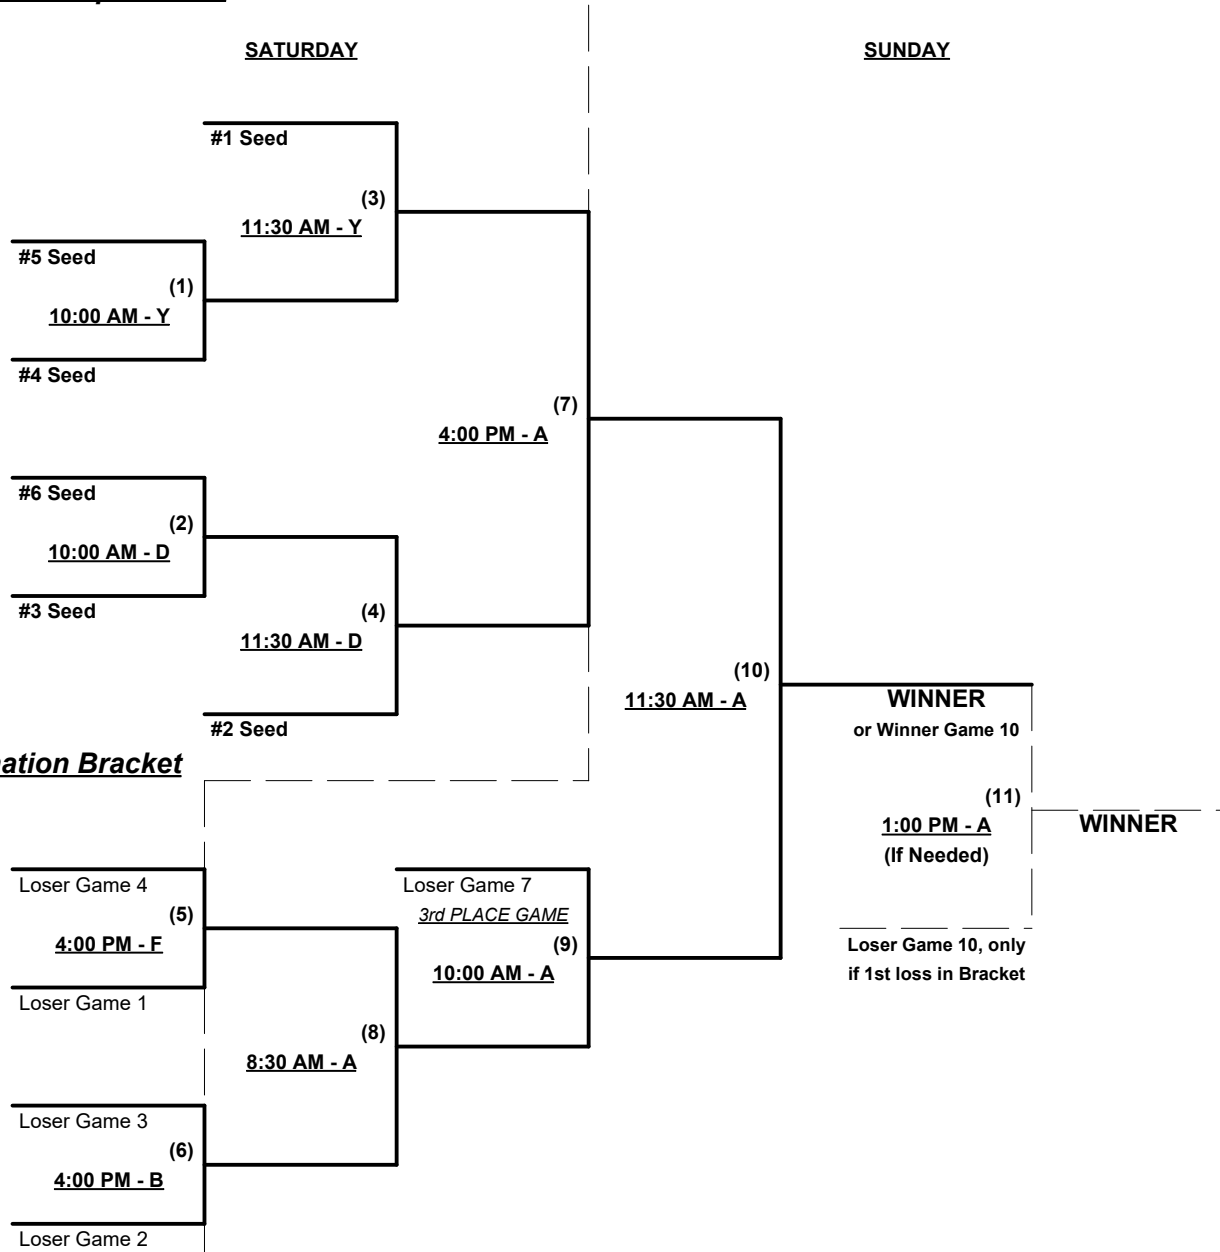 SATURDAY
SUNDAY
#1 Seed
(3)
11:30 AM - Y
#5 Seed
(1)
10:00 AM - Y
#4 Seed
(7)
4:00 PM - A
#6 Seed
(2)
10:00 AM - D
#3 Seed
(4)
11:30 AM - D
#2 Seed
(10)
11:30 AM - A
WINNER
or Winner Game 10
(11)
1:00 PM - A
(If Needed)
WINNER
Loser Game 10, only
if 1st loss in Bracket
Bracket
Loser Game 4
(5)
4:00 PM - F
Loser Game 1
Loser Game 7
3rd PLACE GAME
(9)
10:00 AM - A
(8)
8:30 AM - A
Loser Game 3
(6)
4:00 PM - B
Loser Game 2